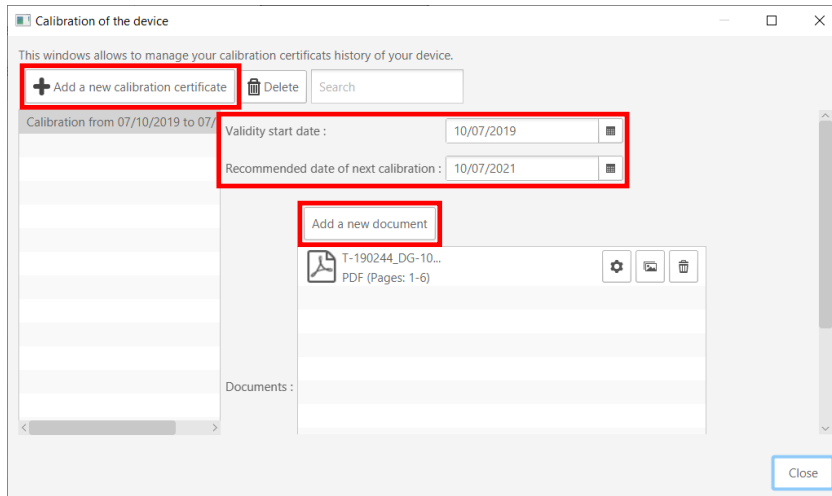 Calibration of the device
This windows allows to manage your calibration certificats history of your device.
Add a new calibration certificate
Delete
Search
Calibration from 07/10/2019 to 07/
Validity start date :
10/07/2019
Recommended date of next calibration :
10/07/2021
Add a new document
T-190244_DG-10...
PDF (Pages: 1-6)
Documents :
Close